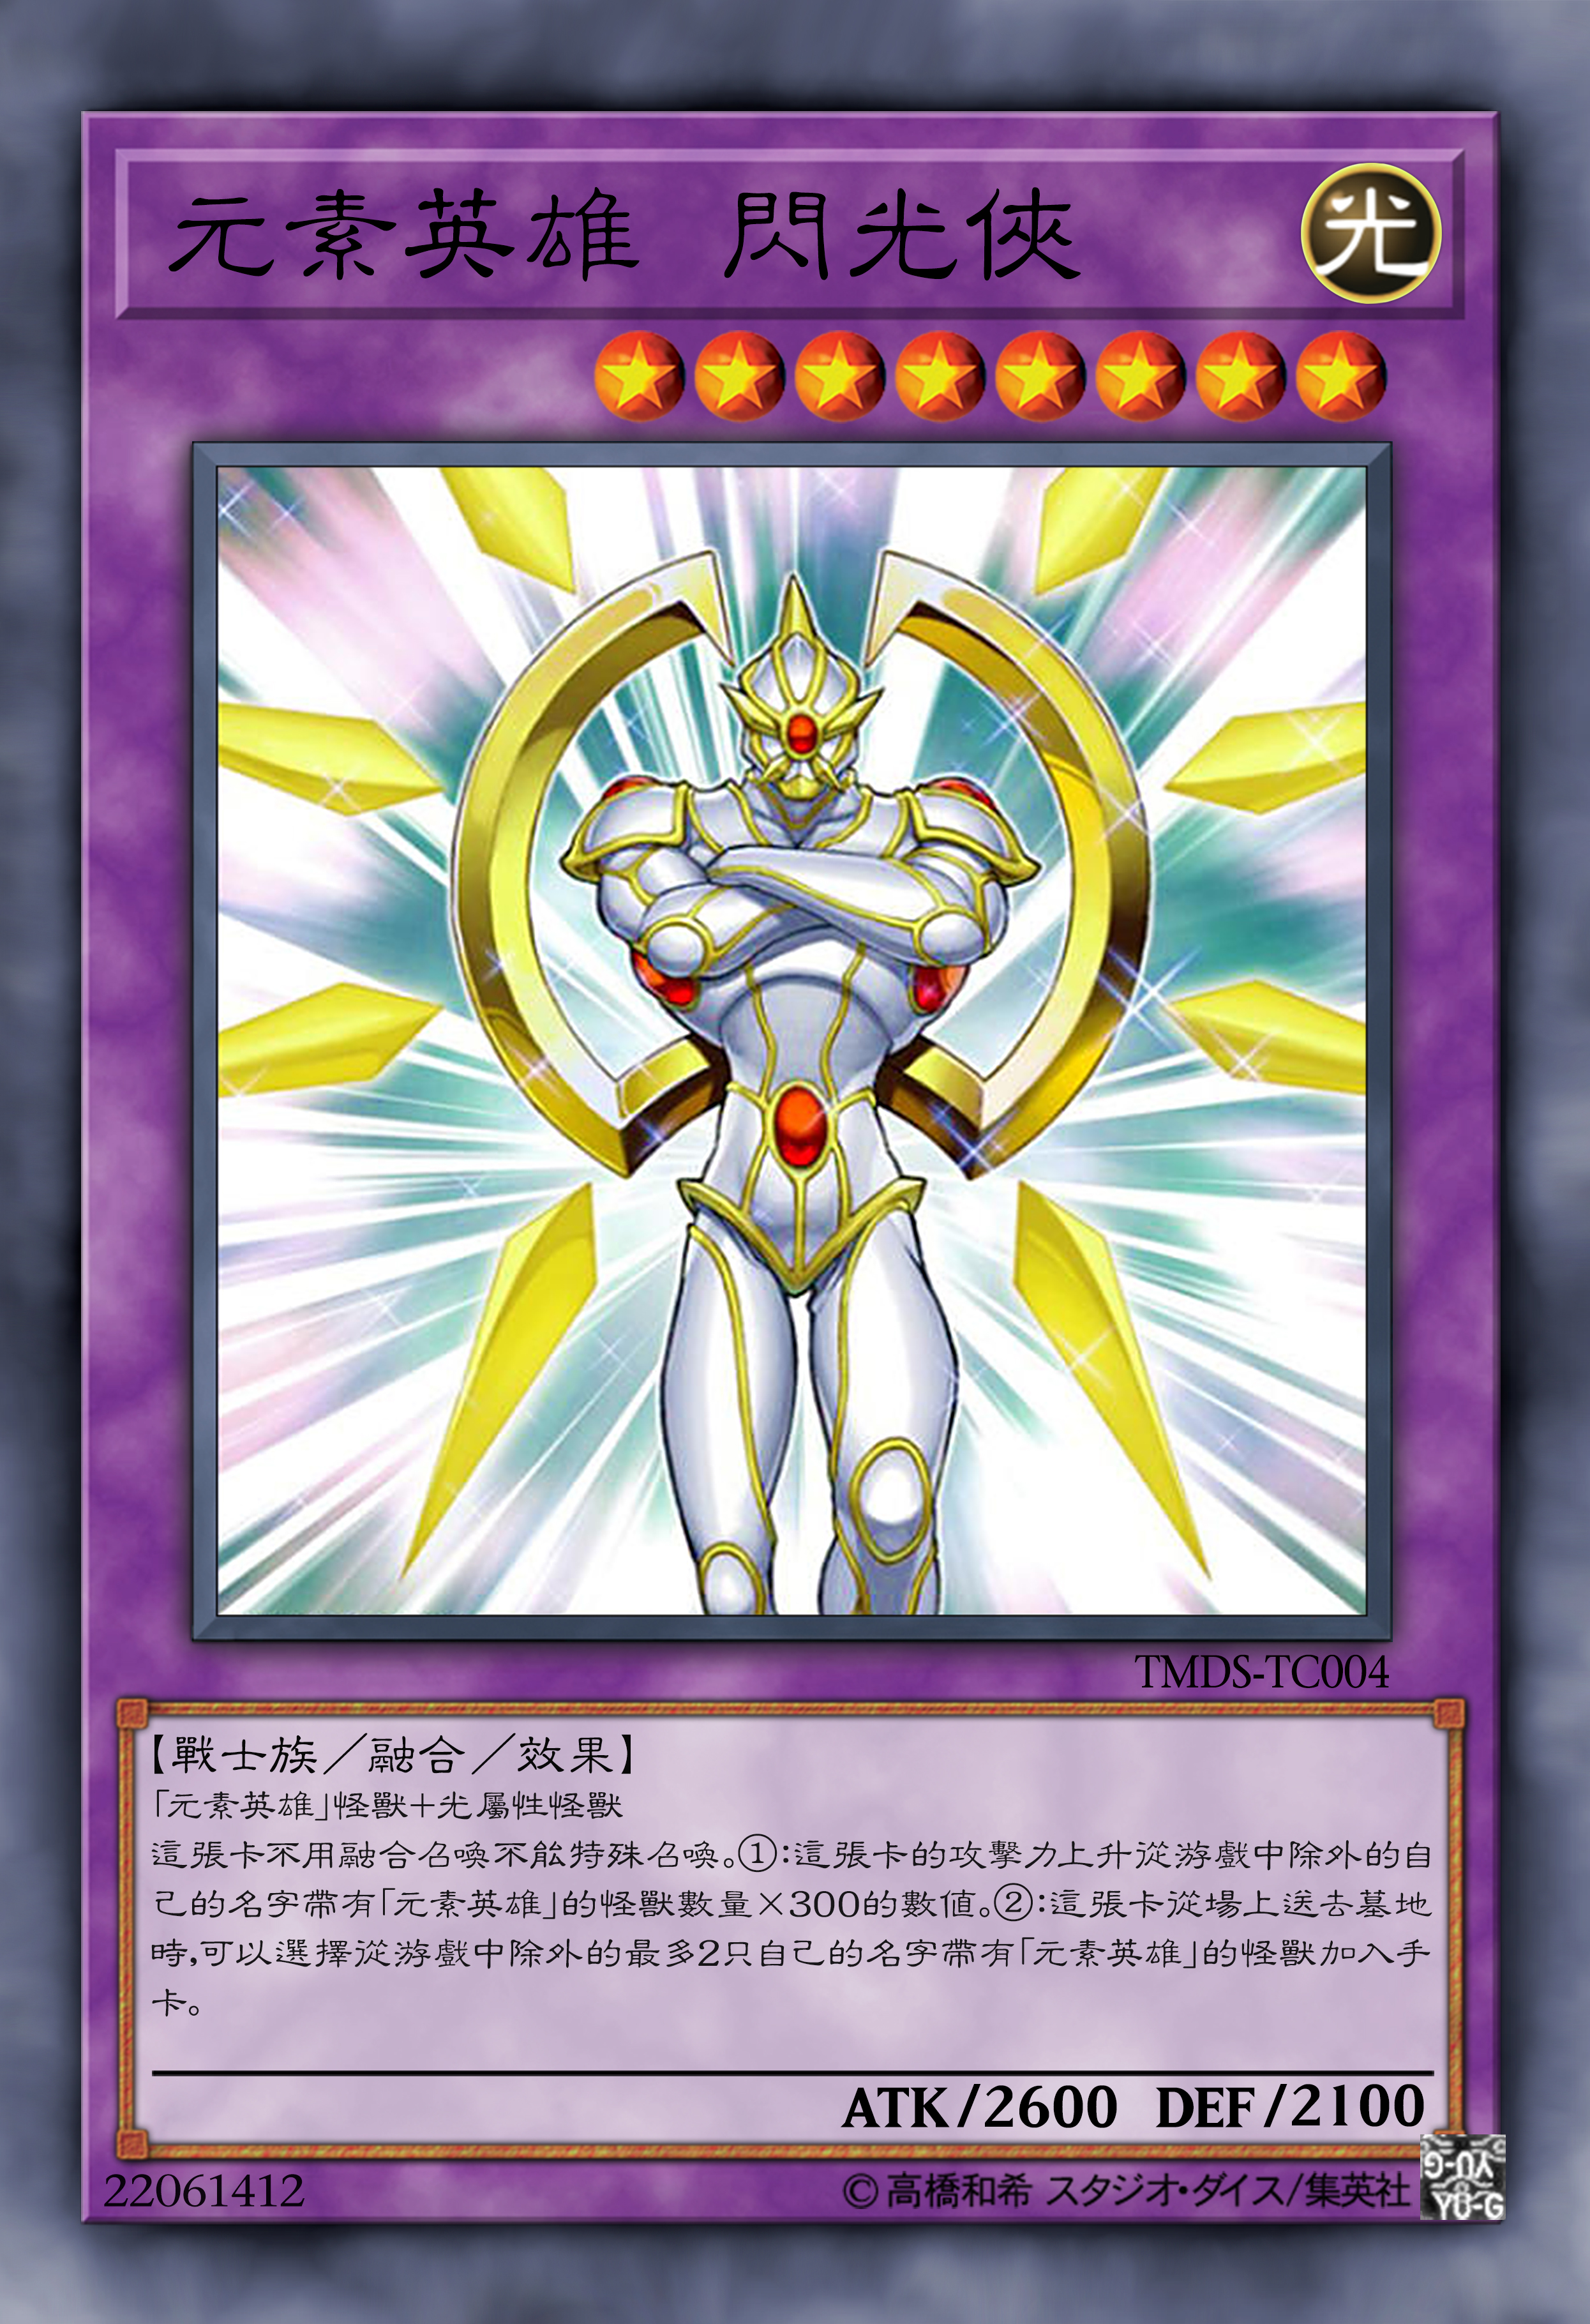 元素英雄 閃光俠
光
TMDS-TC004
【戰士族／融合／效果】
「元素英雄」怪獸+光屬性怪獸
這張卡不用融合召喚不能特殊召喚。①:這張卡的攻擊力上升從游戲中除外的自
己的名字帶有「元素英雄」的怪獸數量×300的數値。②:這張卡從場上送去墓地
時,可以選擇從游戲中除外的最多2只自己的名字帶有「元素英雄」的怪獸加入手
卡。
ATK/2600 DEF/2100
22061412
©高橋和希 スタジオ・ダイス/集英社
YU-G